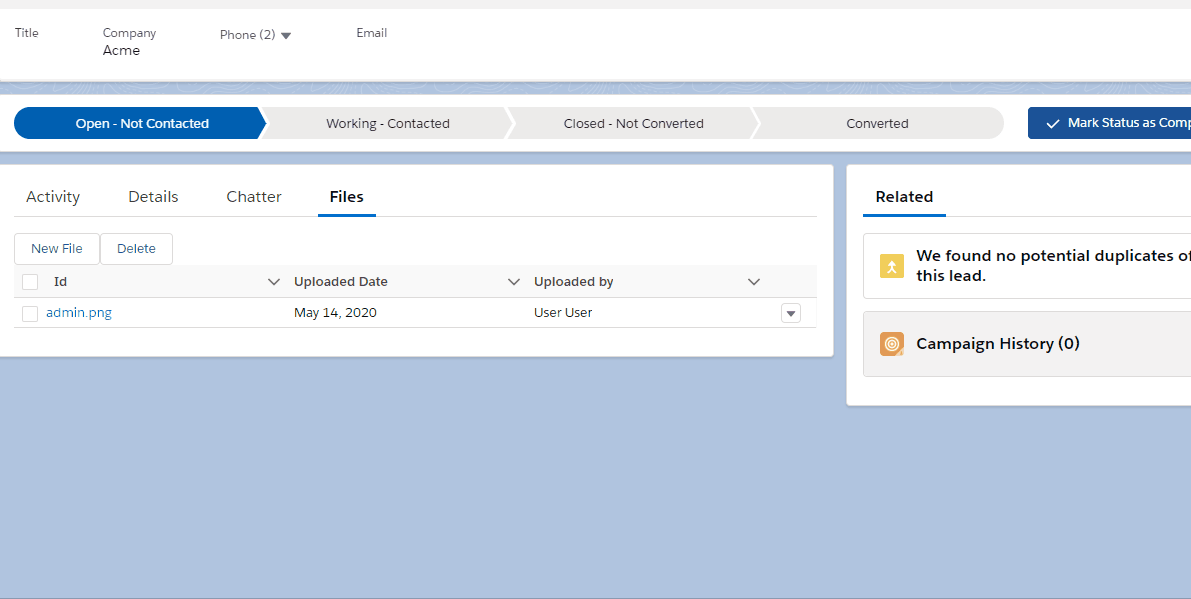 Title
Company
Phone (2)
Email
Acme
Open - Not Contacted
Working - Contacted
Closed - Not Converted
Converted
Mark Status as Comp
Activity
Details
Chatter
Files
New File
Delete
Id
Uploaded Date
Uploaded by
admin.png
May 14, 2020
User User
Related
We found no potential duplicates of
this lead.
Campaign History (0)